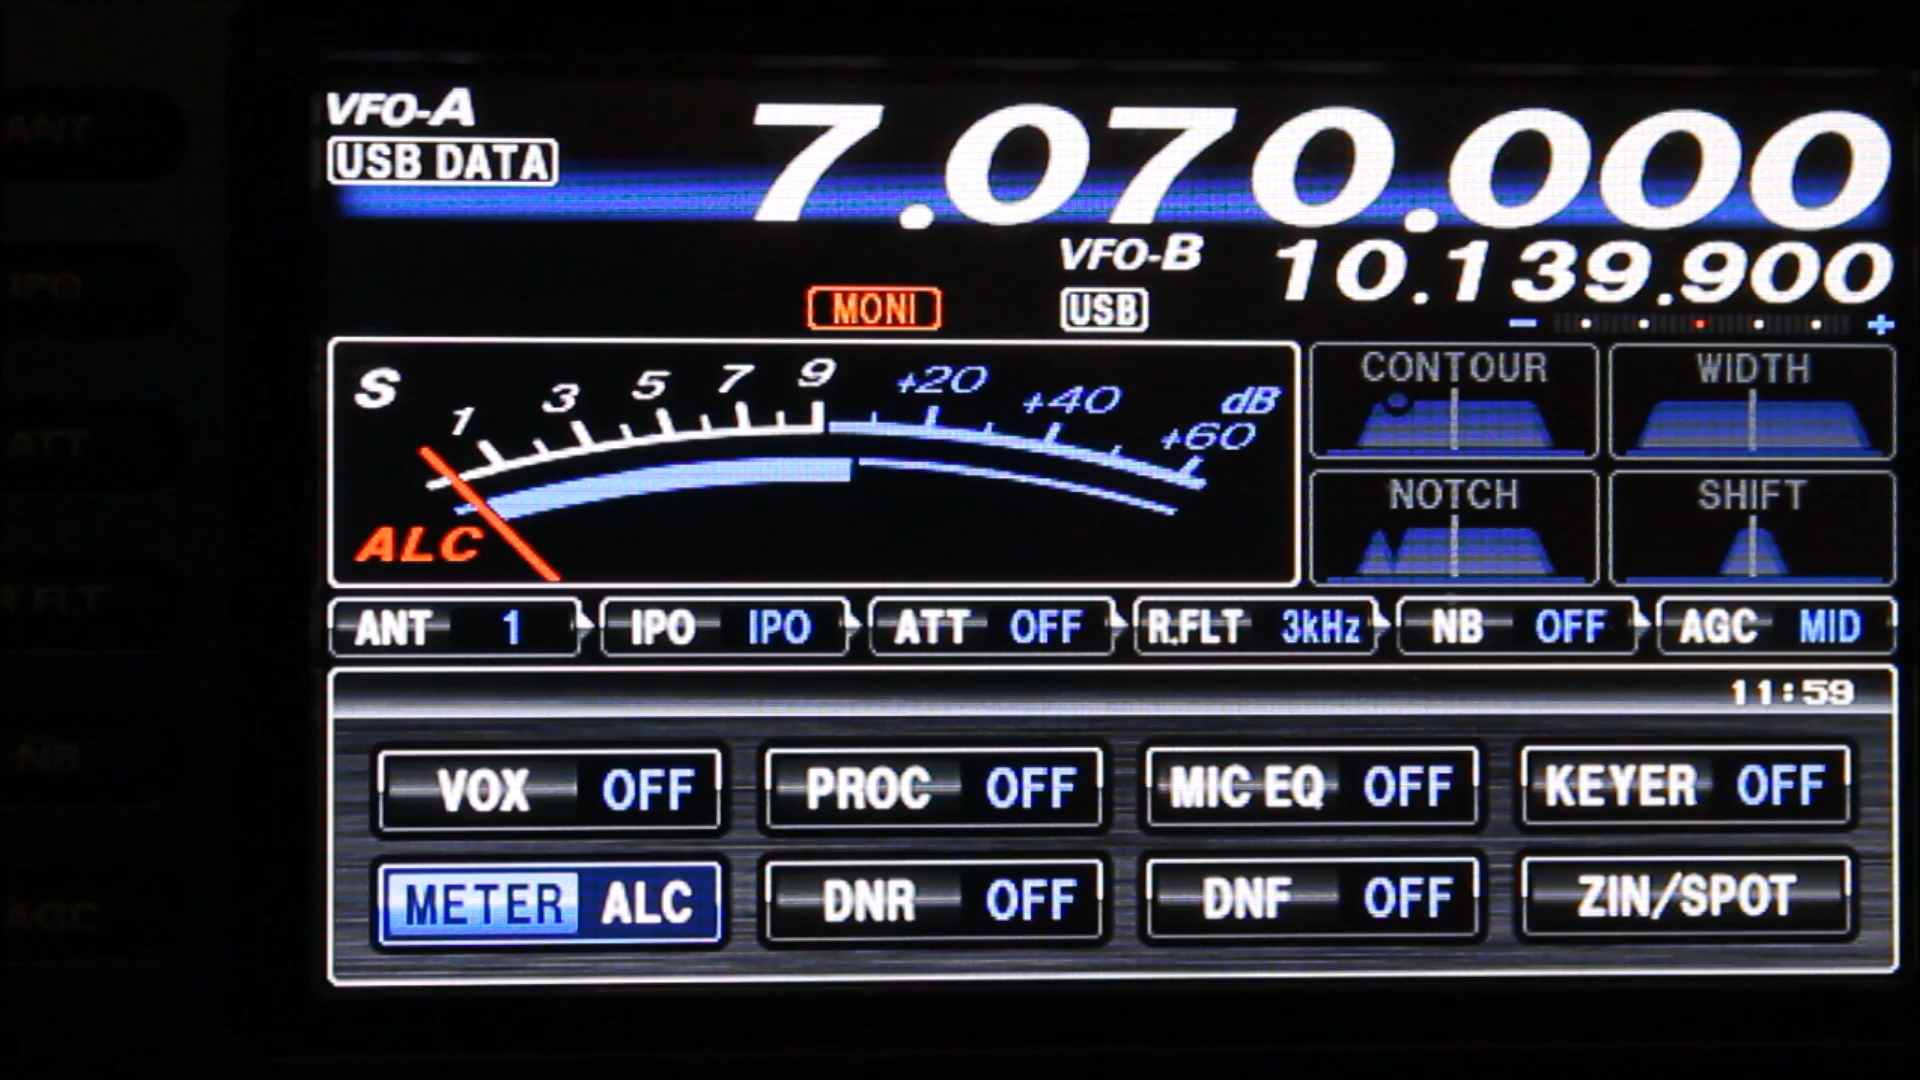 VFO-A
7.070.000
USB DATA
VFO-B 10.139.900
MONI USB
- +
S 1 3 5 7 9 +20 +40 +60 dB
ALC
CONTOUR WIDTH
NOTCH SHIFT
ANT 1 IPO IPO ATT OFF R.FLT 3kHz NB OFF AGC MID
11:59
VOX OFF PROC OFF MIC EQ OFF KEYER OFF
METER ALC DNR OFF DNF OFF ZIN/SPOT
ANT
IPO
ATT
R.FLT
NB
AGC